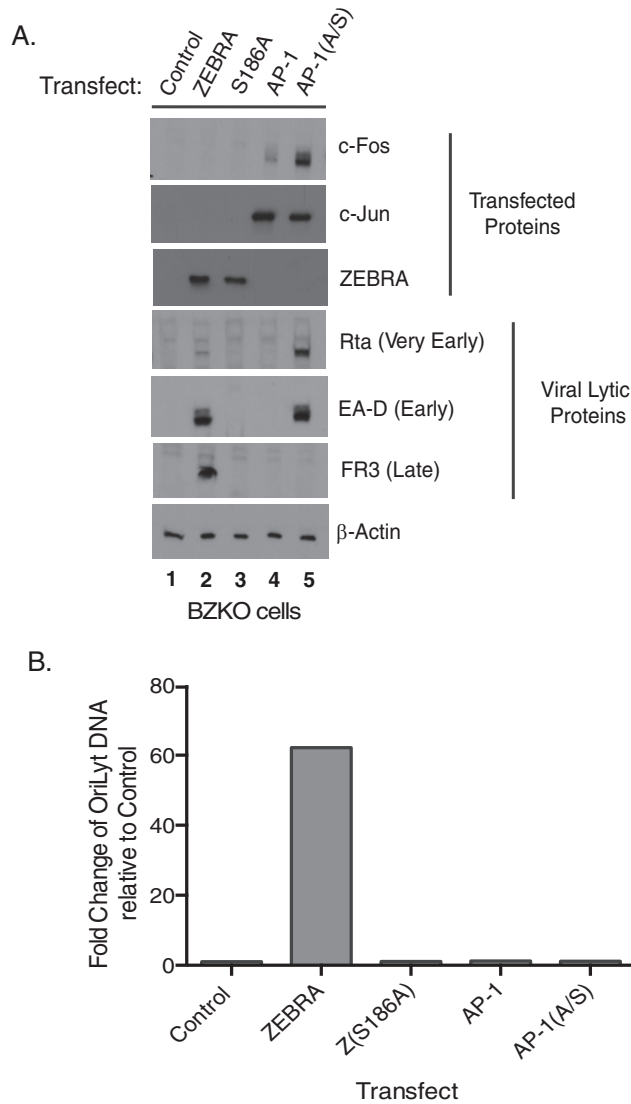 A.
Transfect:
Control
ZEBRA
S186A
AP-1
AP-1(A/S)
c-Fos
c-Jun
ZEBRA
Transfected
Proteins
Rta (Very Early)
EA-D (Early)
FR3 (Late)
Viral Lytic
Proteins
β-Actin
1 2 3 4 5
BZKO cells
B.
Fold Change of OriLyt DNA
relative to Control
80
60
40
20
0
Control
ZEBRA
Z(S186A)
AP-1
AP-1(A/S)
Transfect